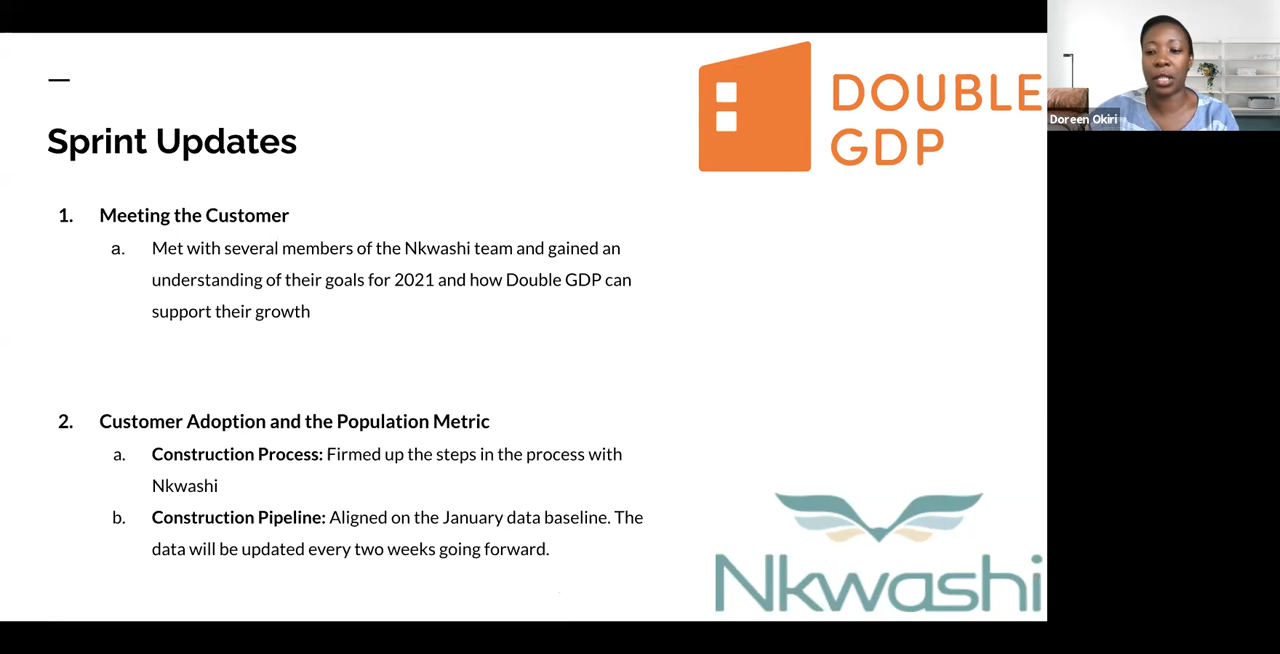 Sprint Updates
DOUBLE
GDP
Doreen Okiri
1. Meeting the Customer
a. Met with several members of the Nkwashi team and gained an
understanding of their goals for 2021 and how Double GDP can
support their growth
2. Customer Adoption and the Population Metric
a. Construction Process: Firmed up the steps in the process with
Nkwashi
b. Construction Pipeline: Aligned on the January data baseline. The
data will be updated every two weeks going forward.
Nkwashi